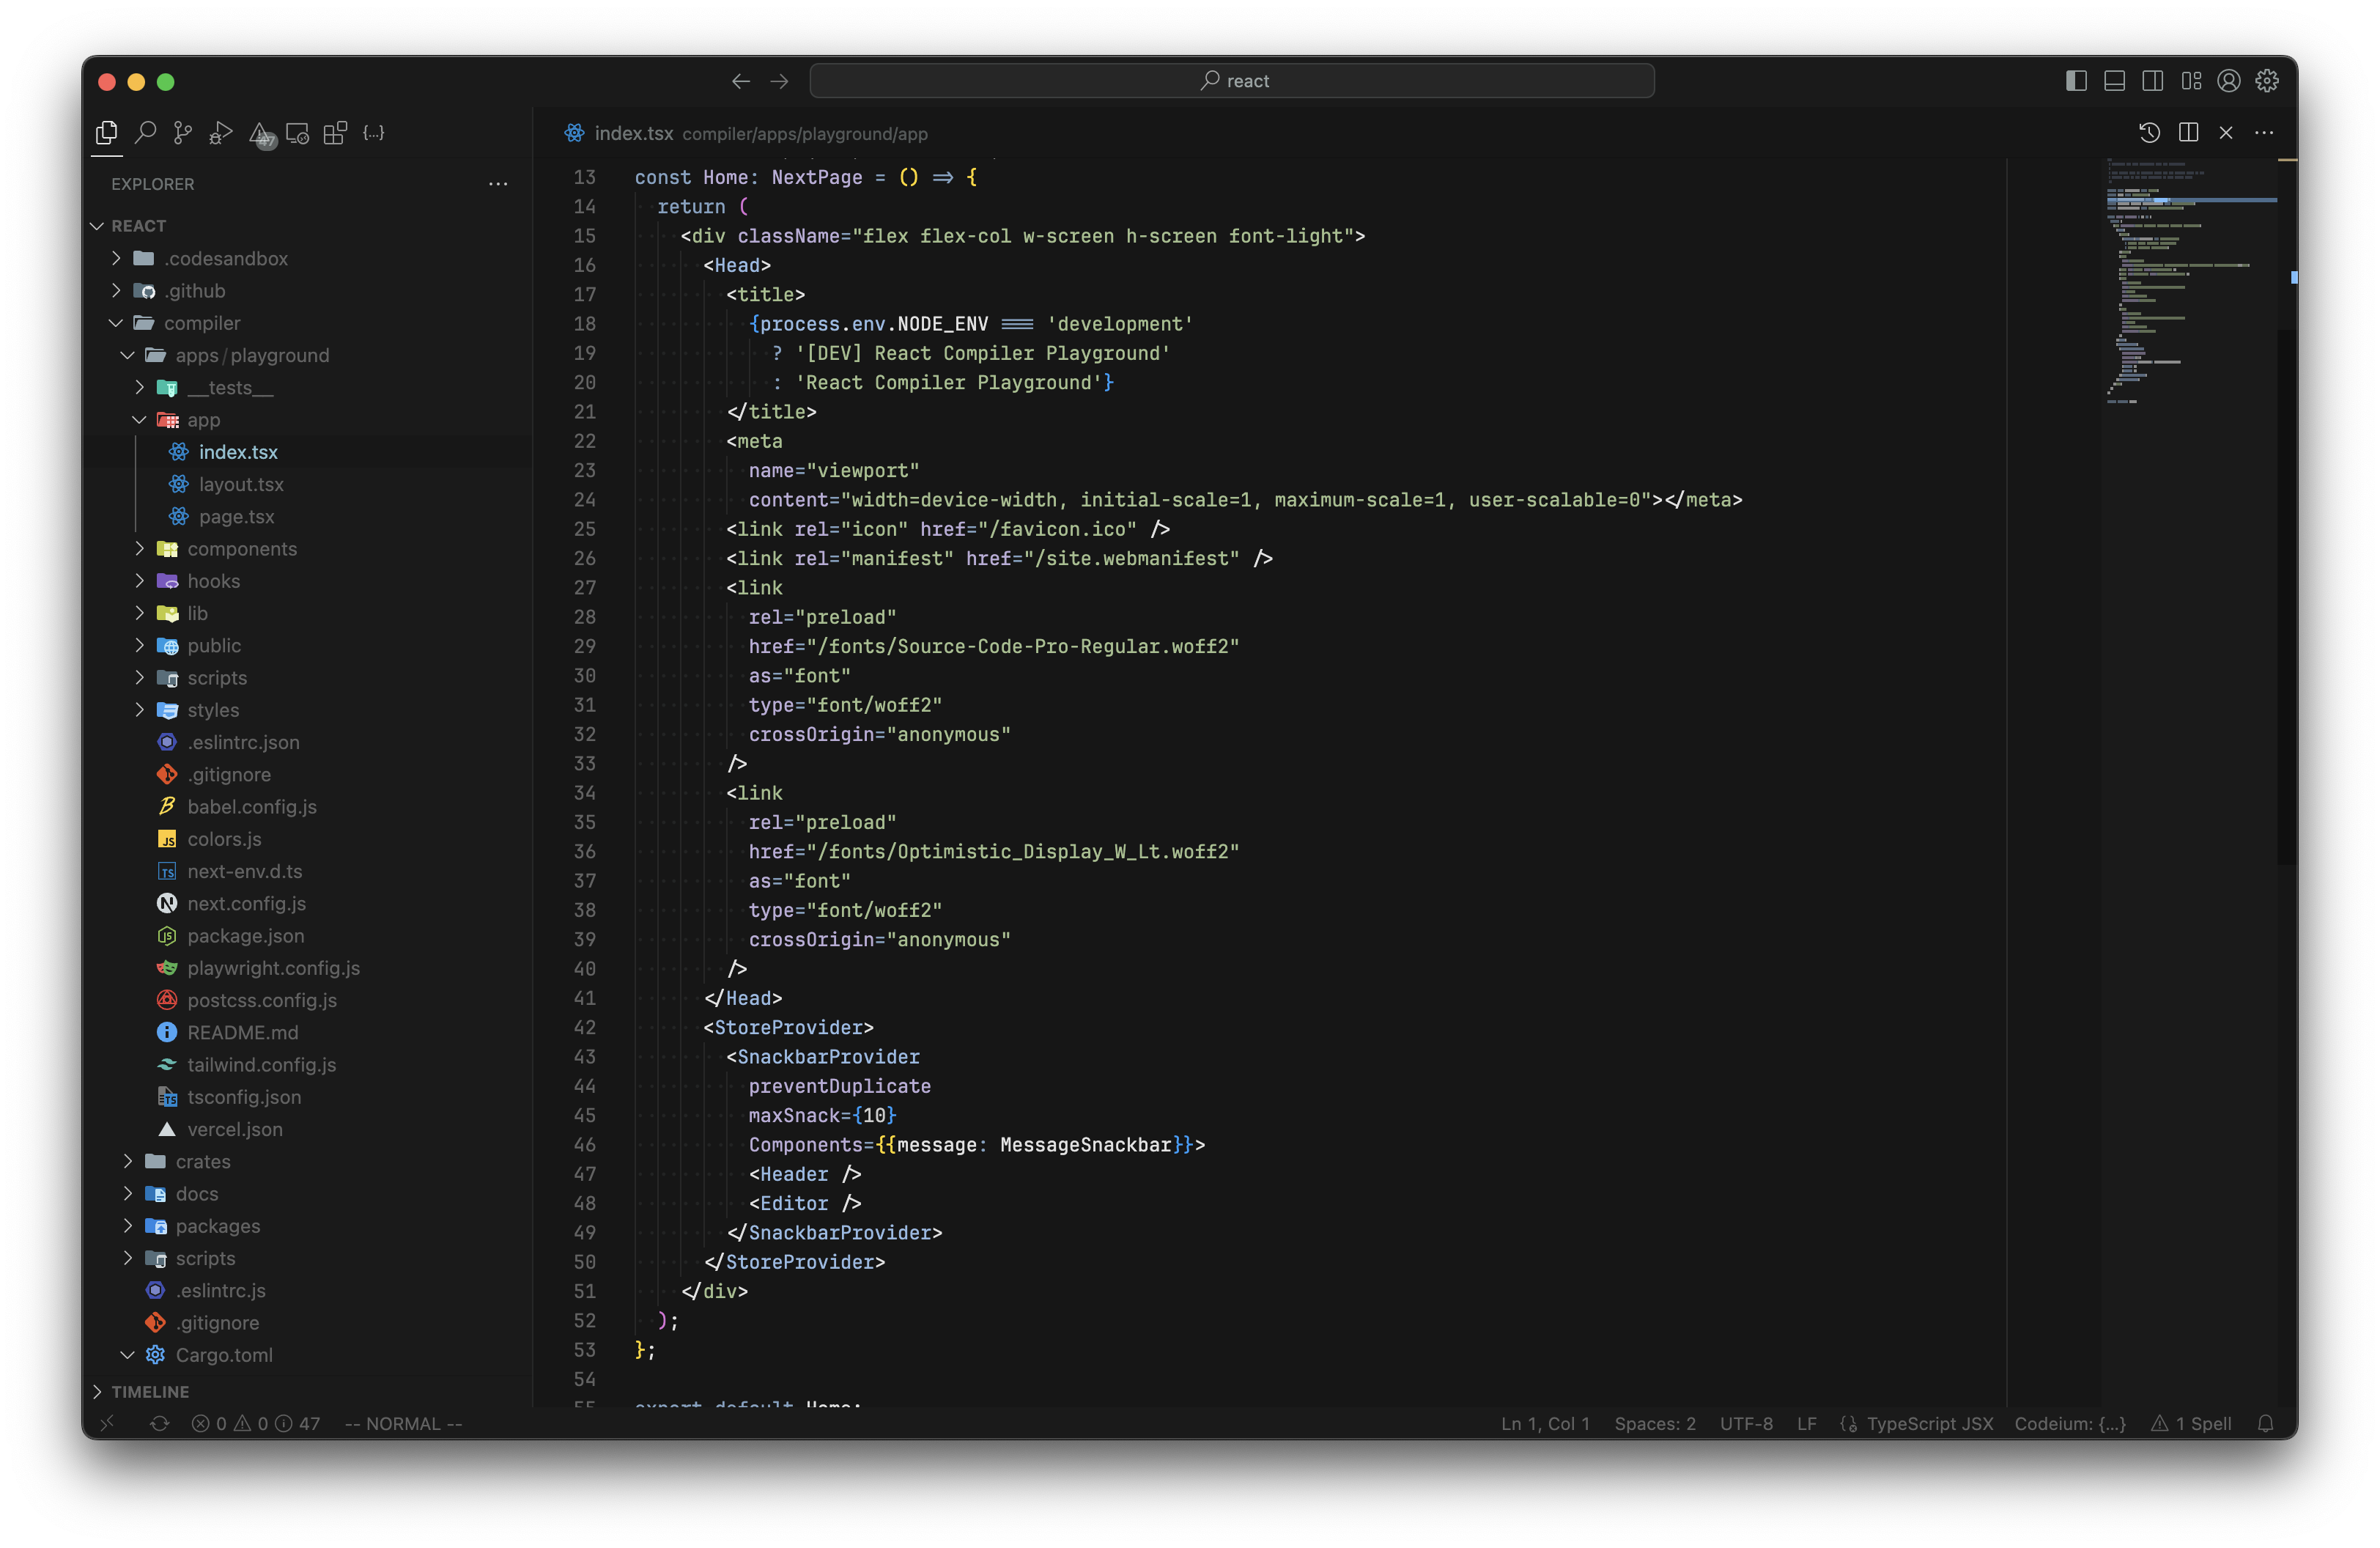 react
47
index.tsx compiler/apps/playground/app
EXPLORER
REACT
.codesandbox
.github
compiler
apps/playground
__tests__
app
index.tsx
layout.tsx
page.tsx
components
hooks
lib
public
scripts
styles
.eslintrc.json
.gitignore
babel.config.js
colors.js
next-env.d.ts
next.config.js
package.json
playwright.config.js
postcss.config.js
README.md
tailwind.config.js
tsconfig.json
vercel.json
crates
docs
packages
scripts
.eslintrc.js
.gitignore
Cargo.toml
TIMELINE
13 const Home: NextPage = () => {
14 return (
15 <div className="flex flex-col w-screen h-screen font-light">
16 <Head>
17 <title>
18 {process.env.NODE_ENV === 'development'
19 ? '[DEV] React Compiler Playground'
20 : 'React Compiler Playground'}
21 </title>
22 <meta
23 name="viewport"
24 content="width=device-width, initial-scale=1, maximum-scale=1, user-scalable=0"></meta>
25 <link rel="icon" href="/favicon.ico" />
26 <link rel="manifest" href="/site.webmanifest" />
27 <link
28 rel="preload"
29 href="/fonts/Source-Code-Pro-Regular.woff2"
30 as="font"
31 type="font/woff2"
32 crossOrigin="anonymous"
33 />
34 <link
35 rel="preload"
36 href="/fonts/Optimistic_Display_W_Lt.woff2"
37 as="font"
38 type="font/woff2"
39 crossOrigin="anonymous"
40 />
41 </Head>
42 <StoreProvider>
43 <SnackbarProvider
44 preventDuplicate
45 maxSnack={10}
46 Components={{message: MessageSnackbar}}>
47 <Header />
48 <Editor />
49 </SnackbarProvider>
50 </StoreProvider>
51 </div>
52 );
53 };
54
55 export default Home;
0 0 47 -- NORMAL --
Ln 1, Col 1 Spaces: 2 UTF-8 LF TypeScript JSX Codeium: {...} 1 Spell